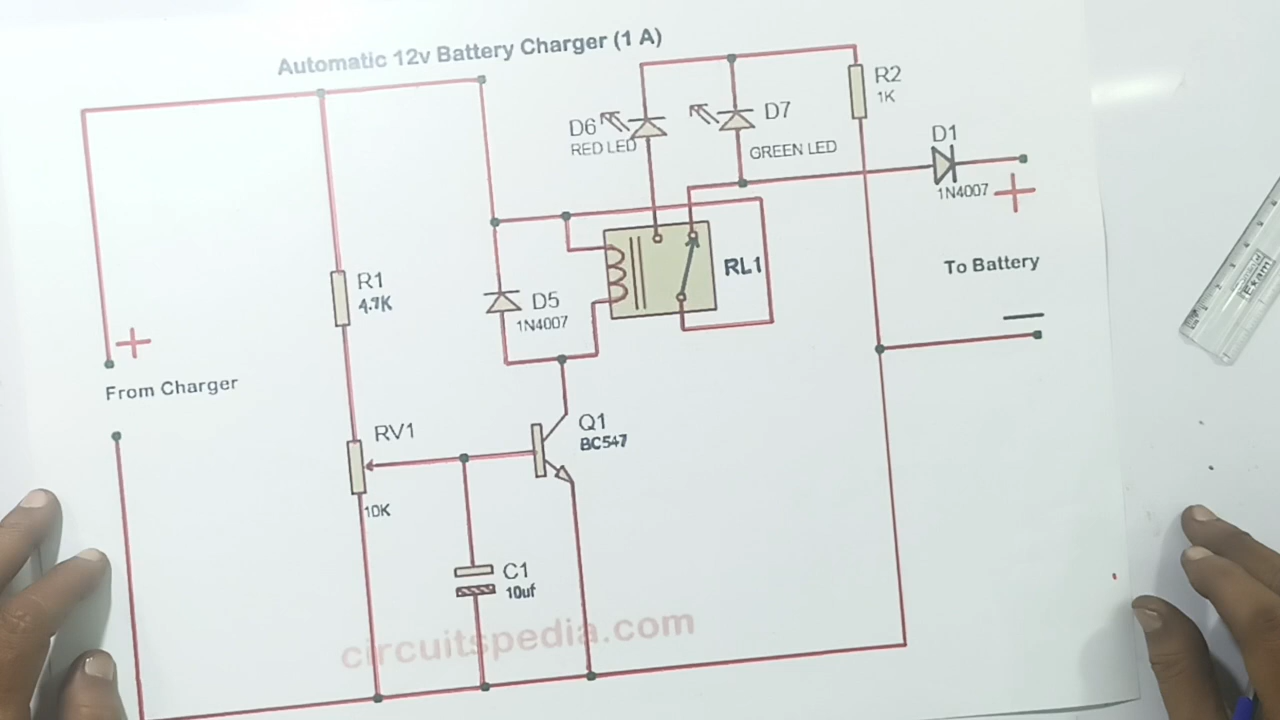 Automatic 12v Battery Charger (1 A)
R2
1K
D6
RED LED
D7
GREEN LED
D1
1N4007
+
R1
4.7K
D5
1N4007
RL1
To Battery
+
From Charger
RV1
10K
Q1
BC547
C1
10uf
circuitspedia.com
Ekam